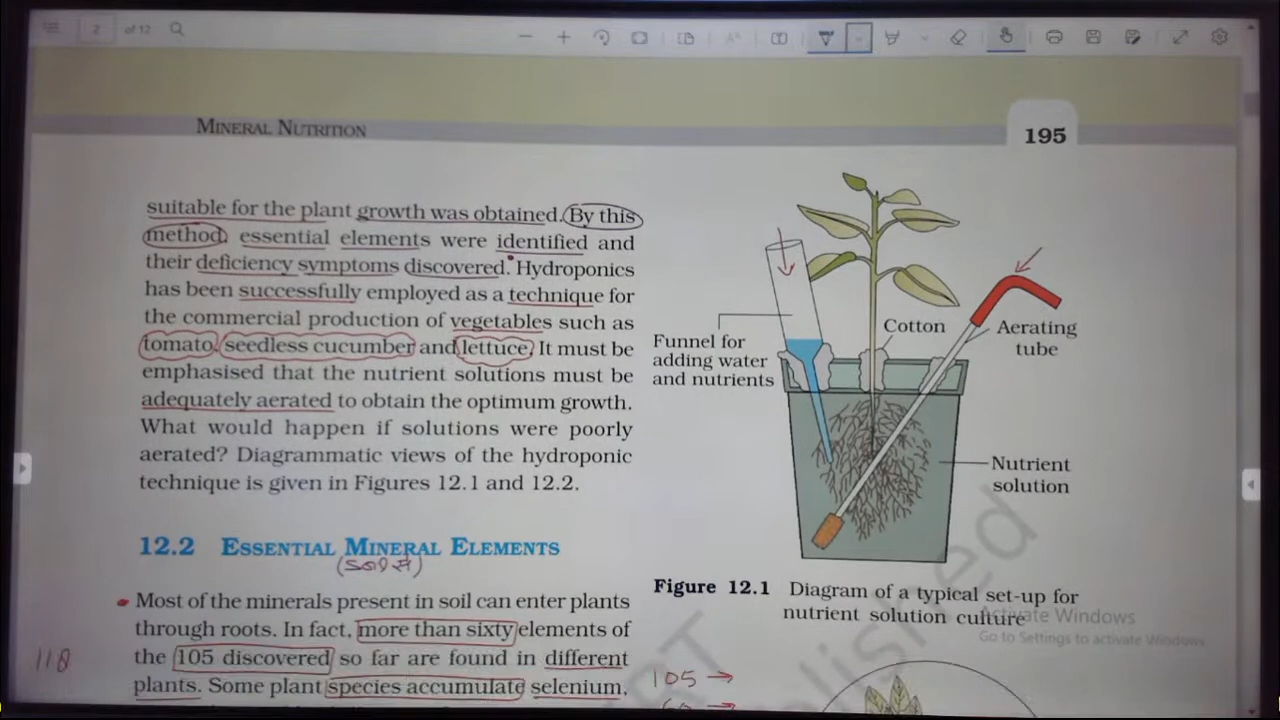 2 of 12
MINERAL NUTRITION
195
suitable for the plant growth was obtained. By this
method, essential elements were identified and
their deficiency symptoms discovered. Hydroponics
has been successfully employed as a technique for
the commercial production of vegetables such as
tomato, seedless cucumber and lettuce. It must be
emphasised that the nutrient solutions must be
adequately aerated to obtain the optimum growth.
What would happen if solutions were poorly
aerated? Diagrammatic views of the hydroponic
technique is given in Figures 12.1 and 12.2.
12.2 ESSENTIAL MINERAL ELEMENTS
Most of the minerals present in soil can enter plants
through roots. In fact, more than sixty elements of
the 105 discovered so far are found in different
plants. Some plant species accumulate selenium,
118
Funnel for
adding water
and nutrients
Cotton
Aerating
tube
Nutrient
solution
Figure 12.1 Diagram of a typical set-up for
nutrient solution culture
Activate Windows
Go to Settings to activate Windows.
105 →